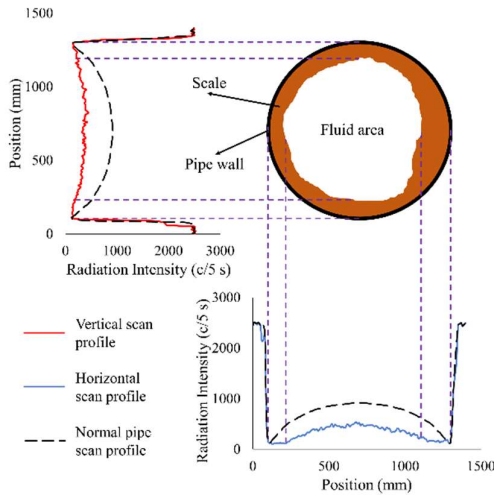 1500
1000
500
0
Position (mm)
0 1000 2000 3000
Radiation Intensity (c/5 s)
Scale
Pipe wall
Fluid area
Vertical scan
profile
Horizontal
scan profile
Normal pipe
scan profile
3000
2000
1000
0
Radiation Intensity (c/5 s)
0 500 1000 1500
Position (mm)